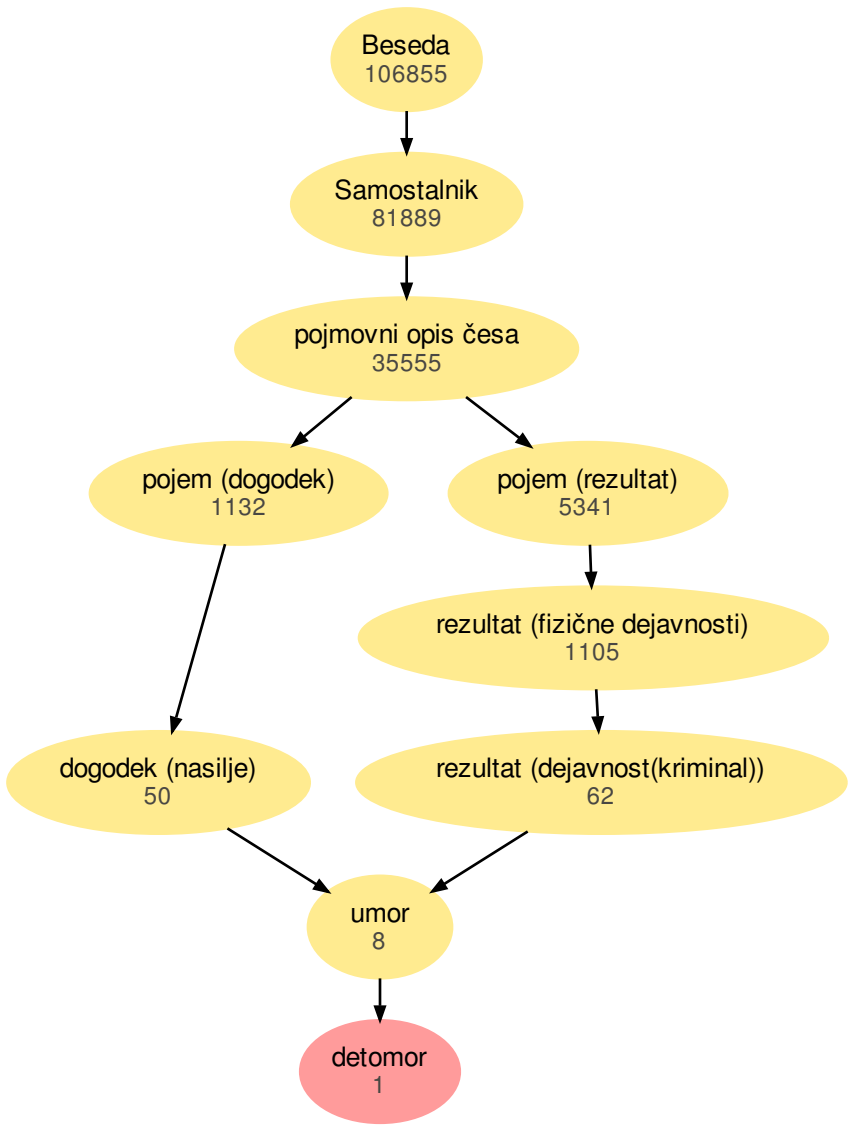 Beseda
106855
Samostalnik
81889
pojmovni opis česa
35555
pojem (dogodek)
1132
pojem (rezultat)
5341
rezultat (fizične dejavnosti)
1105
dogodek (nasilje)
50
rezultat (dejavnost(kriminal))
62
umor
8
detomor
1